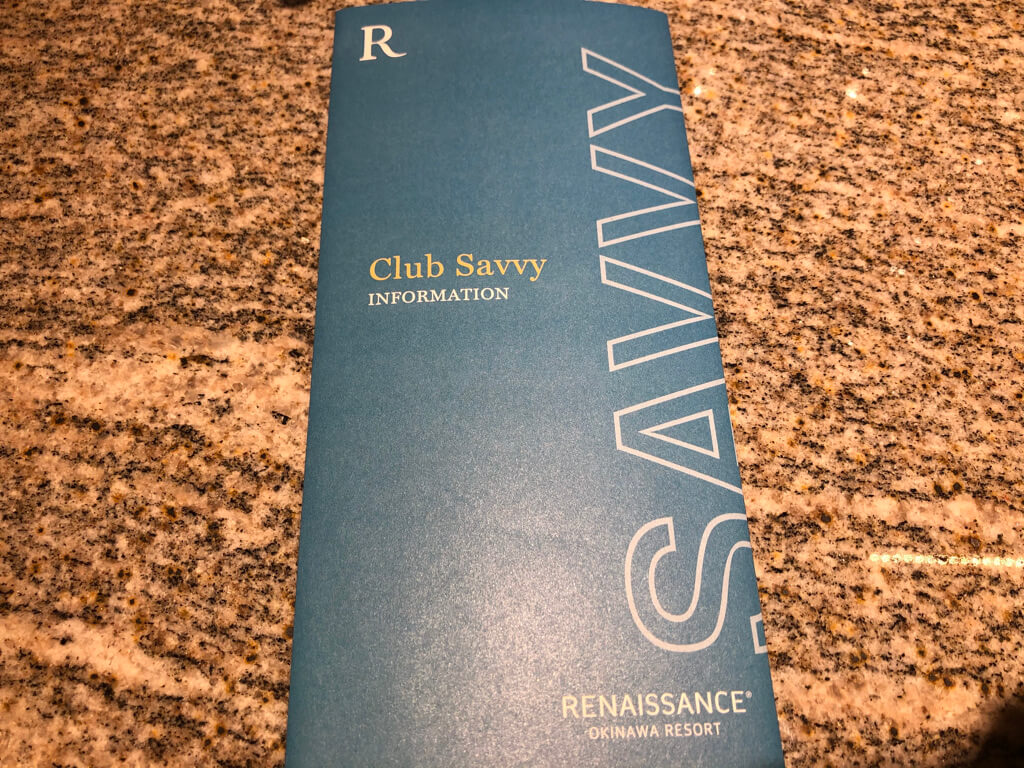 R
Club Savvy
INFORMATION
SAVVY
RENAISSANCE®
OKINAWA RESORT